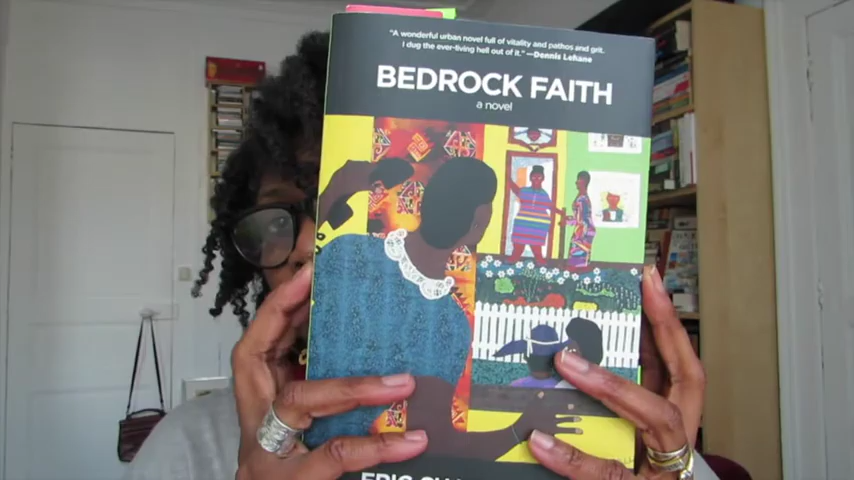 "A wonderful urban novel full of vitality and pathos and grit.
I dug the ever-living hell out of it." —Dennis Lehane
BEDROCK FAITH
a novel
ERIC